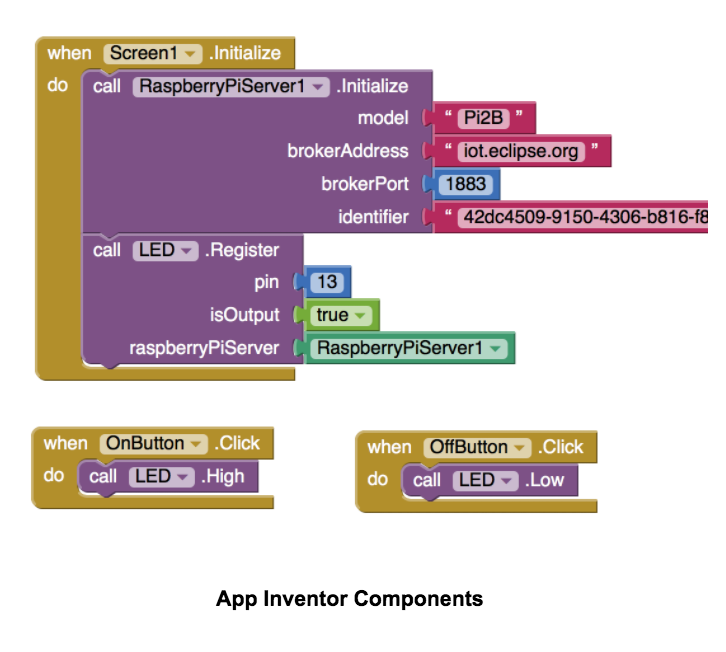 when Screen1 .Initialize
do call RaspberryPiServer1 .Initialize
model “ Pi2B ”
brokerAddress “ iot.eclipse.org ”
brokerPort 1883
identifier “ 42dc4509-9150-4306-b816-f8
call LED .Register
pin 13
isOutput true
raspberryPiServer RaspberryPiServer1
when OnButton .Click
do call LED .High
when OffButton .Click
do call LED .Low
App Inventor Components